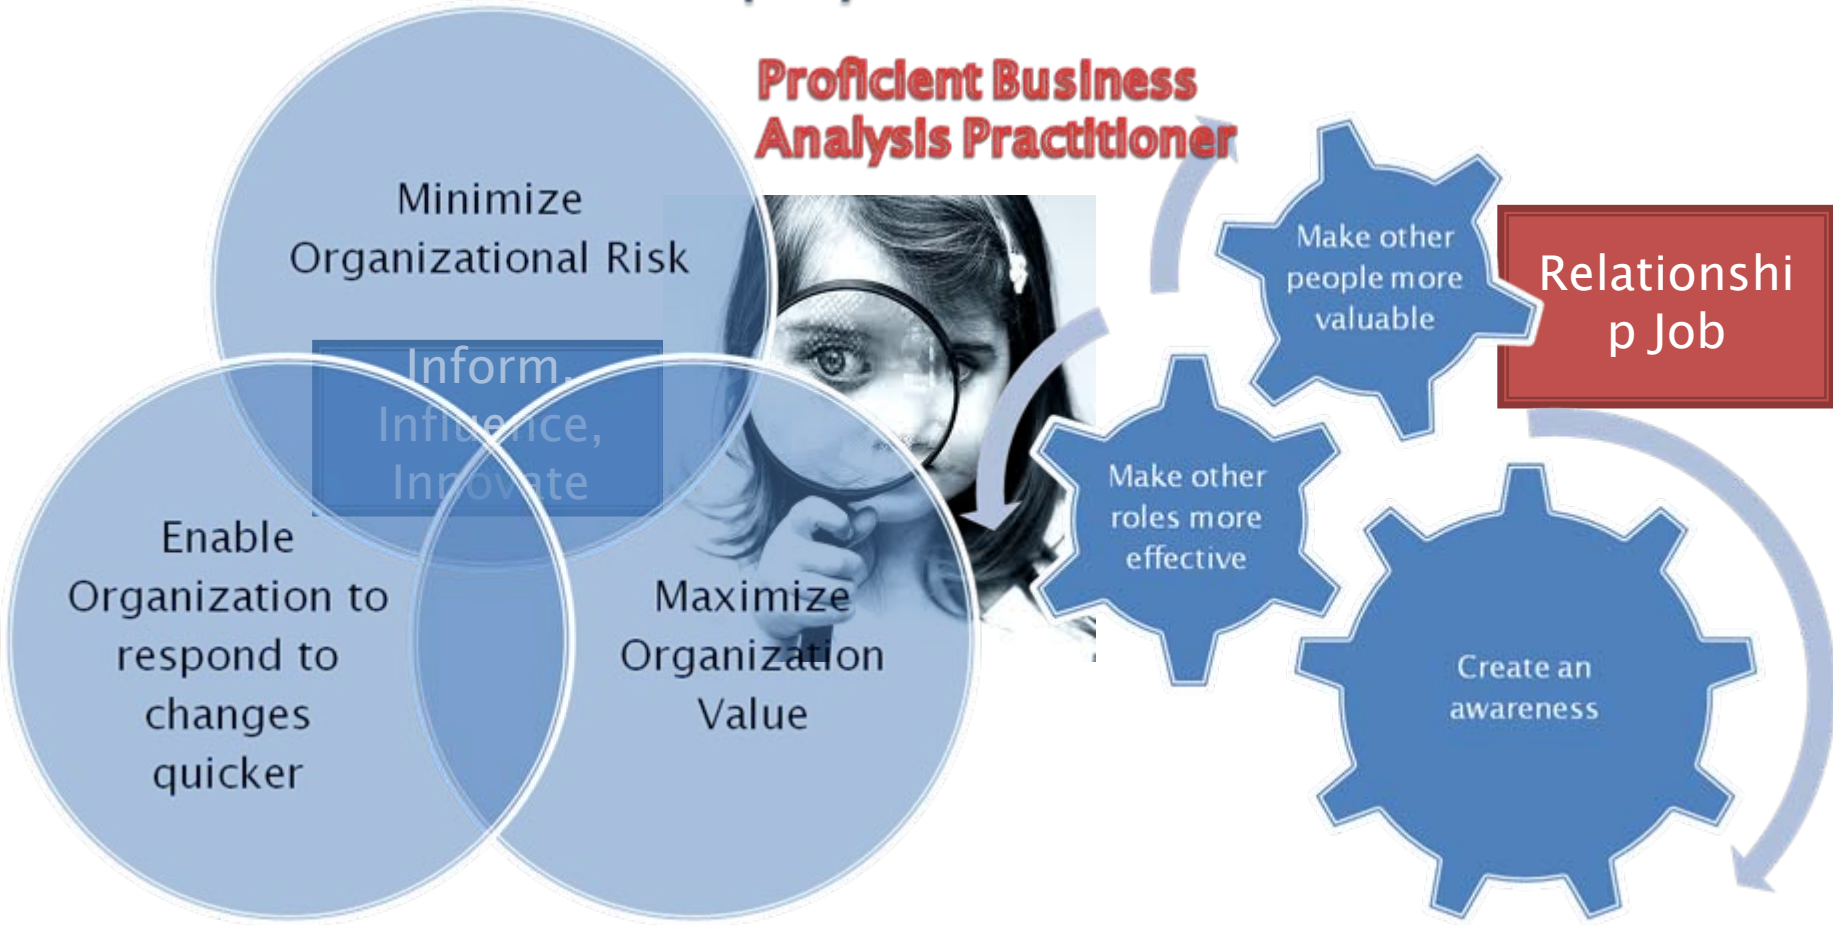 Proficient Business
Analysis Practitioner
Minimize
Organizational Risk
Inform,
Influence,
Innovate
Enable
Organization to
respond to
changes
quicker
Maximize
Organization
Value
Make other
people more
valuable
Relationshi
p Job
Make other
roles more
effective
Create an
awareness